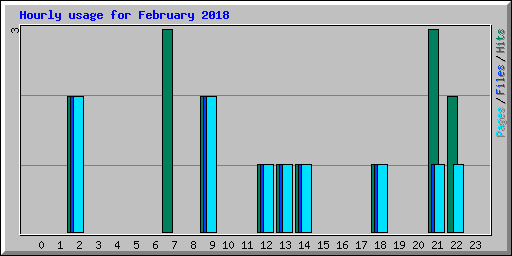 Hourly usage for February 2018
3
Pages/Files/Hits
0 1 2 3 4 5 6 7 8 9 10 11 12 13 14 15 16 17 18 19 20 21 22 23